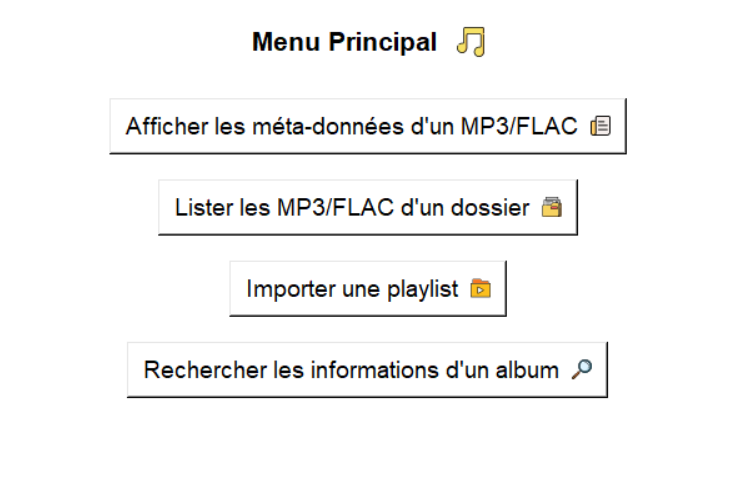 Menu Principal
Afficher les méta-données d'un MP3/FLAC
Lister les MP3/FLAC d'un dossier
Importer une playlist
Rechercher les informations d'un album